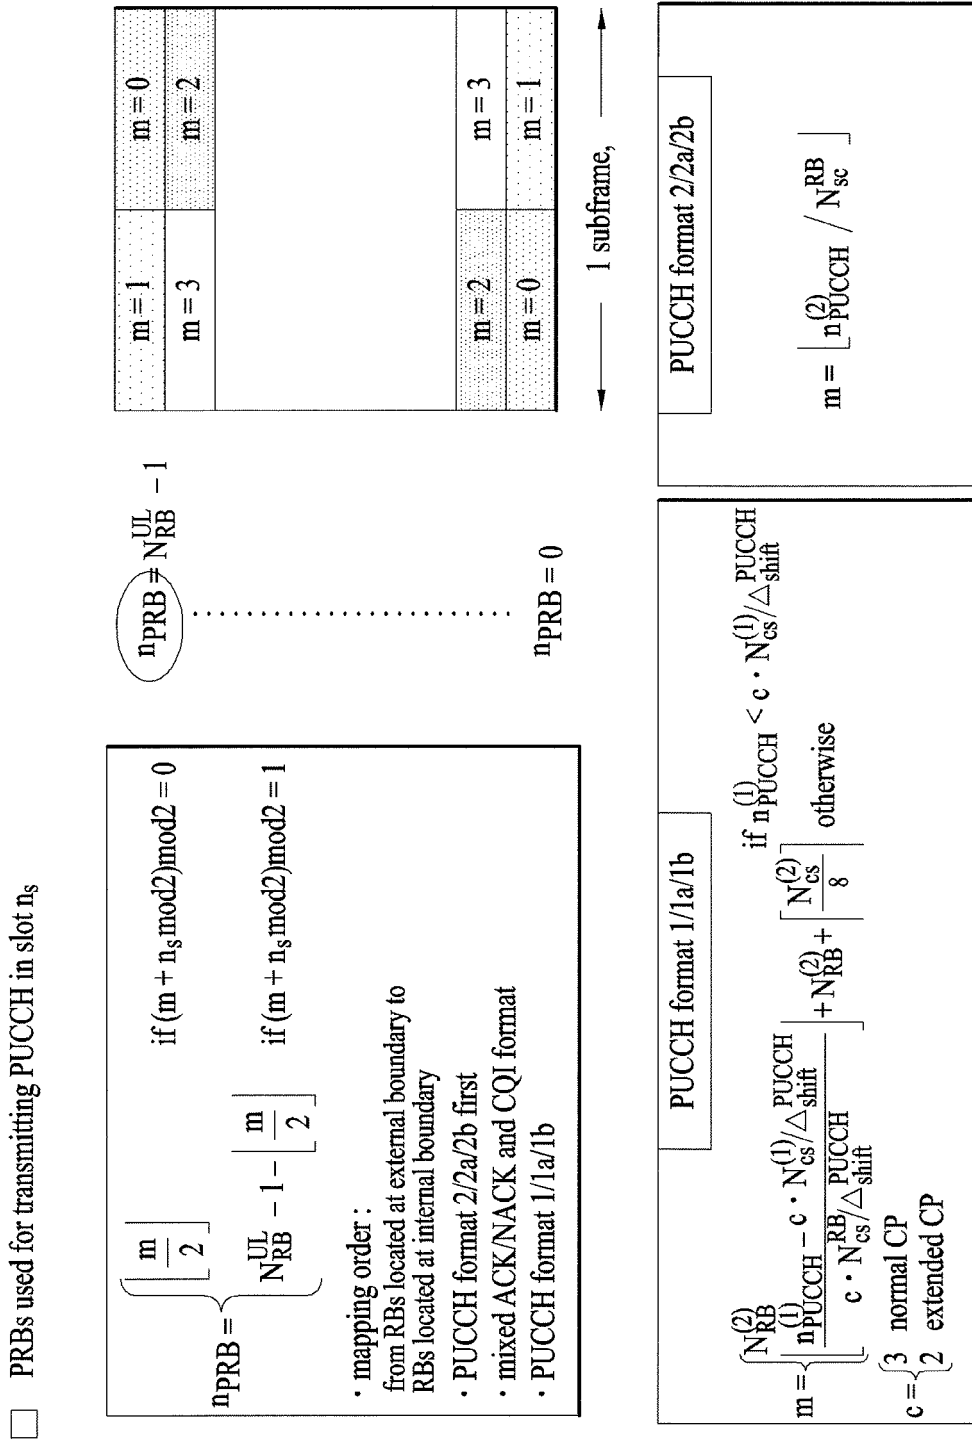 PRBs used for transmitting PUCCH in slot n_s
n_PRB = { ⌊m/2⌋ if (m + n_s mod2)mod2 = 0
N_RB^UL − 1 − ⌊m/2⌋ if (m + n_s mod2)mod2 = 1
· mapping order :
from RBs located at external boundary to
RBs located at internal boundary
· PUCCH format 2/2a/2b first
· mixed ACK/NACK and CQI format
· PUCCH format 1/1a/1b
n_PRB = N_RB^UL − 1
n_PRB = 0
m = 1 m = 0
m = 3 m = 2
m = 2 m = 3
m = 0 m = 1
1 subframe,
PUCCH format 1/1a/1b
m = { N_RB^(2) if n_PUCCH^(1) < c · N_cs^(1)/△_shift^PUCCH
⌊(n_PUCCH^(1) − c · N_cs^(1)/△_shift^PUCCH) / (c · N_cs^RB/△_shift^PUCCH)⌋ + N_RB^(2) + ⌈N_cs^(2)/8⌉ otherwise
c = { 3 normal CP
2 extended CP
PUCCH format 2/2a/2b
m = ⌊n_PUCCH^(2) / N_sc^RB⌋